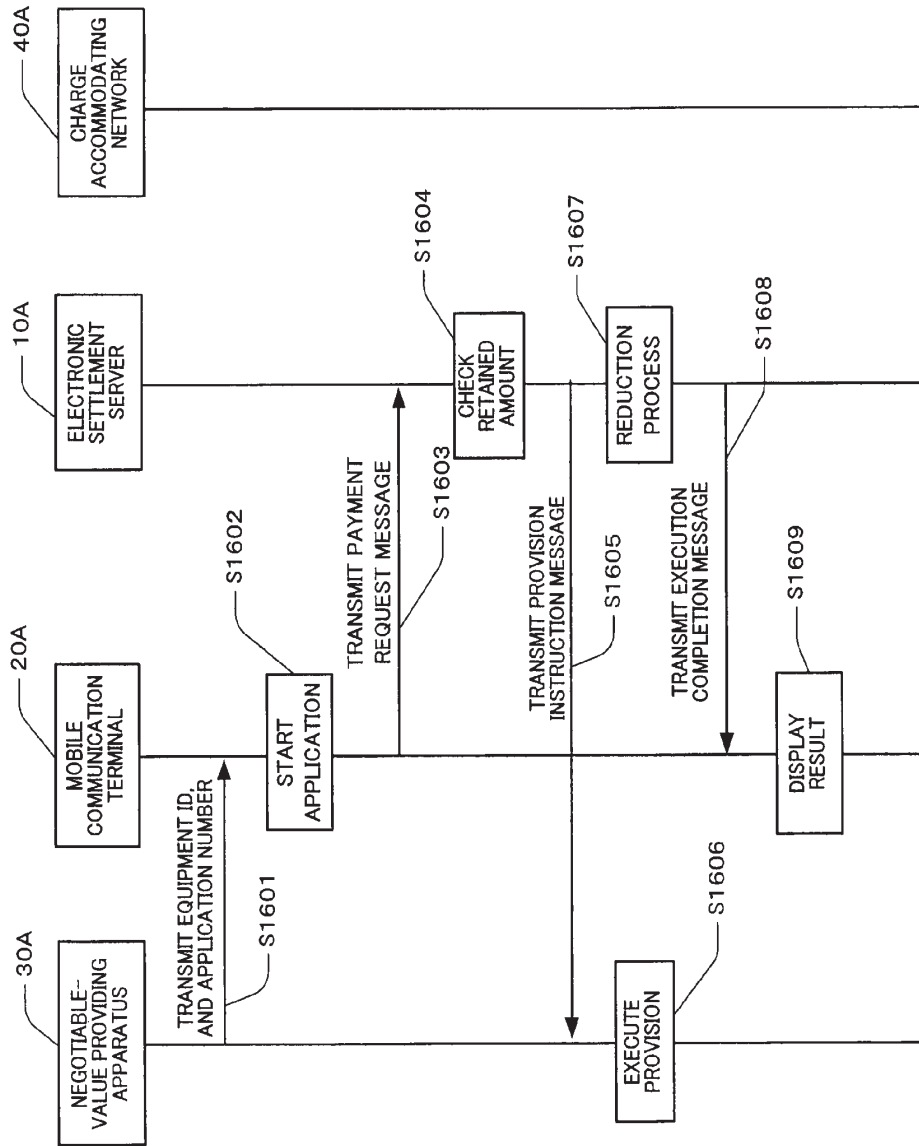 30A
NEGOTIABLE-
VALUE PROVIDING
APPARATUS
20A
MOBILE
COMMUNICATION
TERMINAL
10A
ELECTRONIC
SETTLEMENT
SERVER
40A
CHARGE
ACCOMMODATING
NETWORK
TRANSMIT EQUIPMENT ID,
AND APPLICATION NUMBER
S1601
START
APPLICATION
S1602
TRANSMIT PAYMENT
REQUEST MESSAGE
S1603
CHECK
RETAINED
AMOUNT
S1604
TRANSMIT PROVISION
INSTRUCTION MESSAGE
S1605
EXECUTE
PROVISION
S1606
REDUCTION
PROCESS
S1607
TRANSMIT EXECUTION
COMPLETION MESSAGE
S1608
DISPLAY
RESULT
S1609